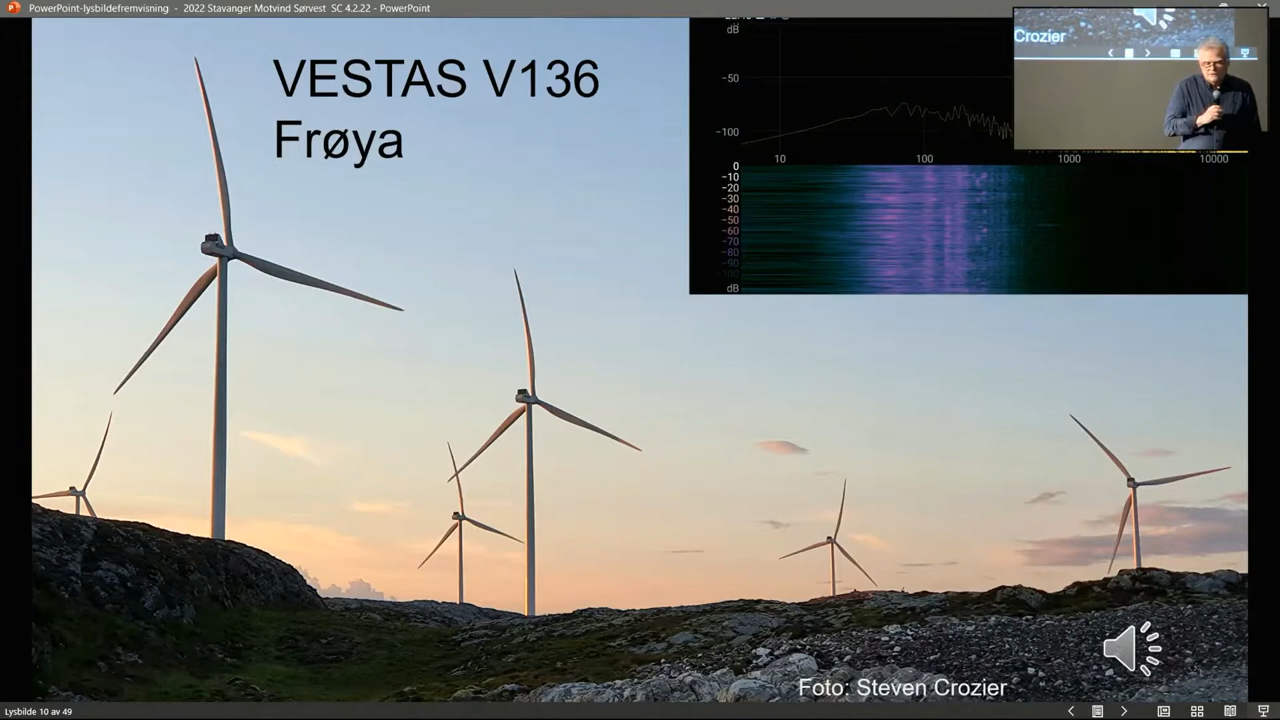 PowerPoint-lysbildefremvisning - 2022 Stavanger Motvind Sørvest SC 4.2.22 - PowerPoint
VESTAS V136
Frøya
dB
-50
-100
10 100 1000 10000
0
-10
-20
-30
-40
-50
-60
-70
-80
-90
-100
dB
Crozier
Foto: Steven Crozier
Lysbilde 10 av 49